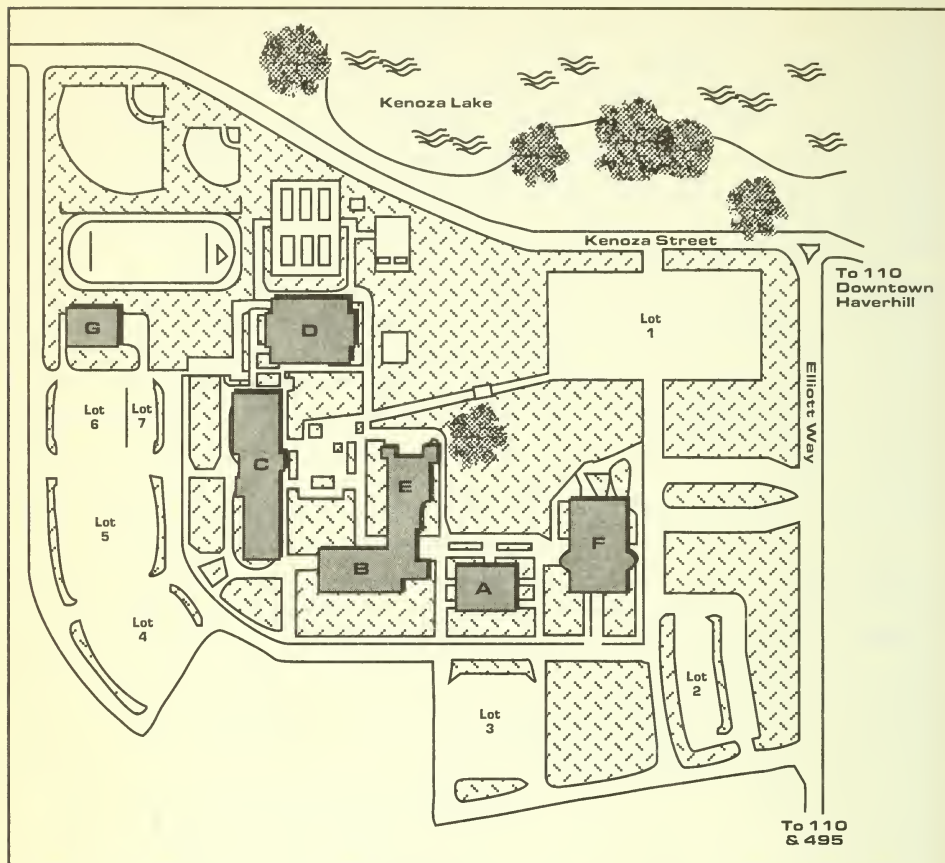 Kenoza Lake
Kenoza Street
To 110
Downtown
Haverhill
Lot
1
Elliott Way
G
D
Lot
6
Lot
7
C
E
Lot
5
F
B
A
Lot
4
Lot
2
Lot
3
To 110
& 495